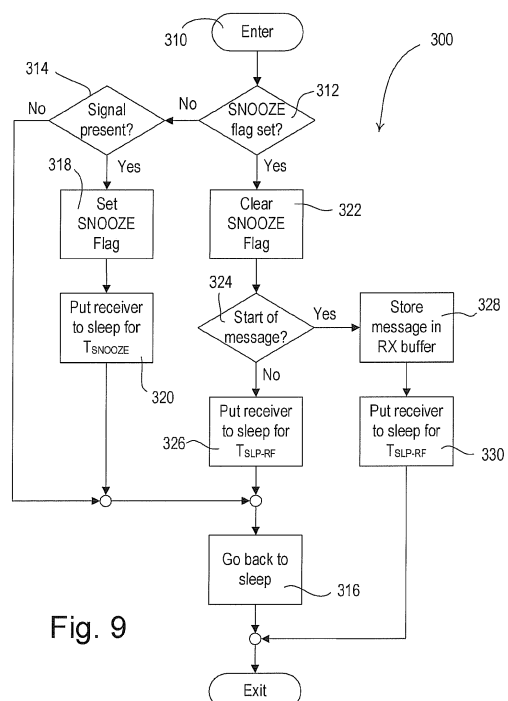 310
Enter
300
314
312
No
Signal
present?
No
SNOOZE
flag set?
Yes
Yes
318
Set
SNOOZE
Flag
Clear
SNOOZE
Flag
322
324
Put receiver
to sleep for
TSNOOZE
Start of
message?
Yes
Store
message in
RX buffer
328
320
No
Put receiver
to sleep for
TSLP-RF
326
Put receiver
to sleep for
TSLP-RF
330
Go back to
sleep
316
Fig. 9
Exit